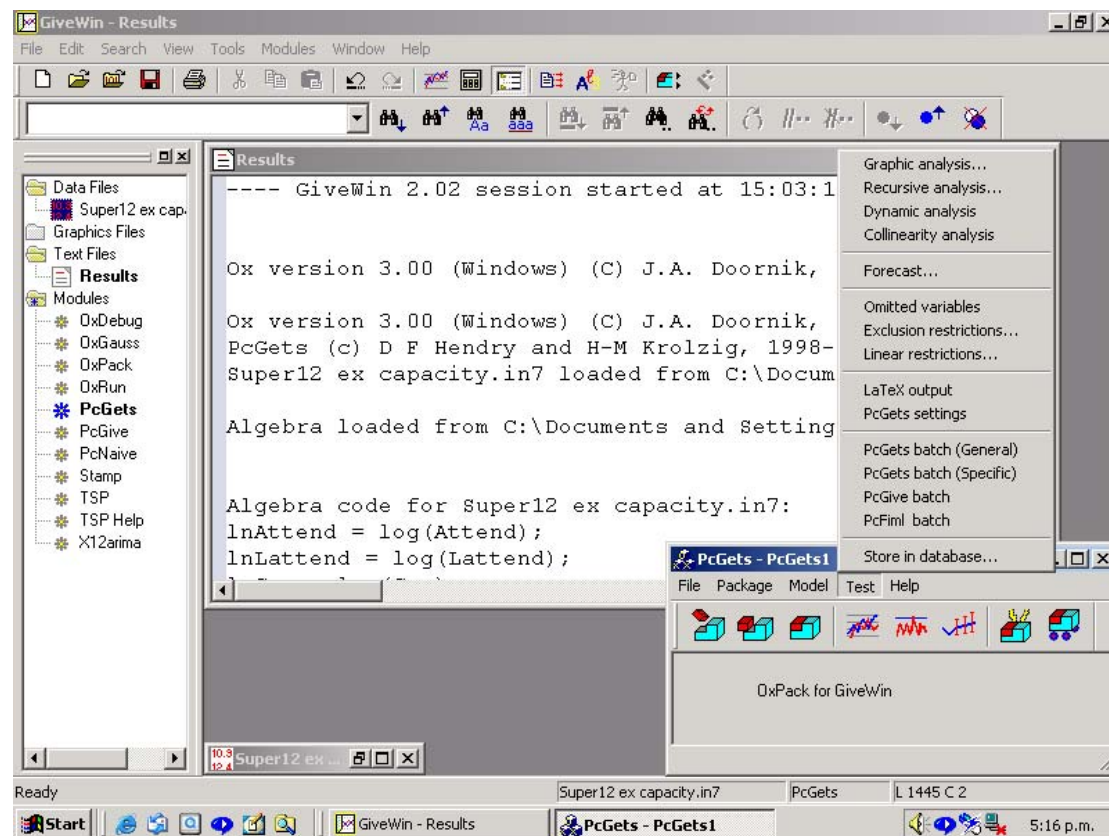 GiveWin - Results
File Edit Search View Tools Modules Window Help
Aa
aaa
Data Files
Super12 ex cap
Graphics Files
Text Files
Results
Modules
OxDebug
OxGauss
OxPack
OxRun
PcGets
PcGive
PcNaive
Stamp
TSP
TSP Help
X12arima
Results
---- GiveWin 2.02 session started at 15:03:1
Ox version 3.00 (Windows) (C) J.A. Doornik,
Ox version 3.00 (Windows) (C) J.A. Doornik,
PcGets (c) D F Hendry and H-M Krolzig, 1998-
Super12 ex capacity.in7 loaded from C:\Docum
Algebra loaded from C:\Documents and Setting
Algebra code for Super12 ex capacity.in7:
lnAttend = log(Attend);
lnLattend = log(Lattend);
Graphic analysis...
Recursive analysis...
Dynamic analysis
Collinearity analysis
Forecast...
Omitted variables
Exclusion restrictions...
Linear restrictions...
LaTeX output
PcGets settings
PcGets batch (General)
PcGets batch (Specific)
PcGive batch
PcFiml batch
Store in database...
PcGets - PcGets1
File Package Model Test Help
OxPack for GiveWin
Super12 ex ...
Ready Super12 ex capacity.in7 PcGets L 1445 C 2
Start GiveWin - Results PcGets - PcGets1 5:16 p.m.